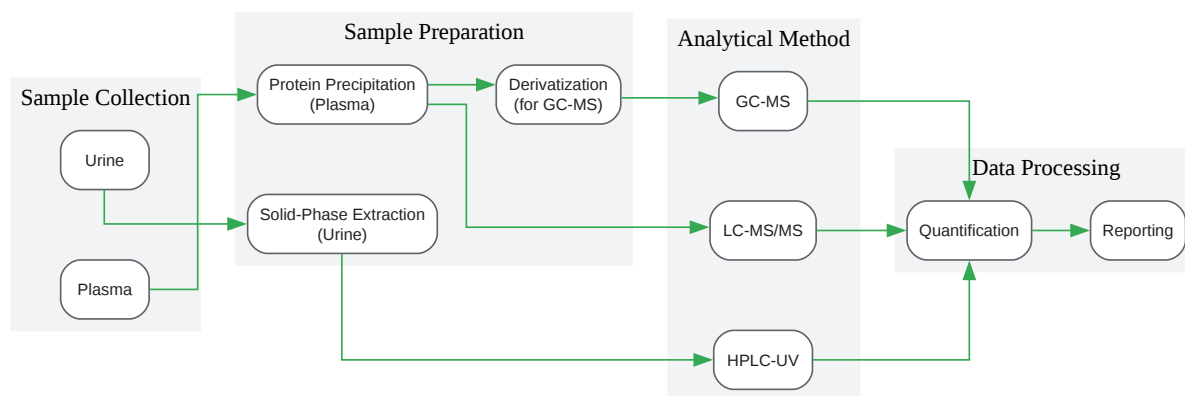 Sample Collection
Urine
Plasma
Sample Preparation
Protein Precipitation
(Plasma)
Derivatization
(for GC-MS)
Solid-Phase Extraction
(Urine)
Analytical Method
GC-MS
LC-MS/MS
HPLC-UV
Data Processing
Quantification
Reporting